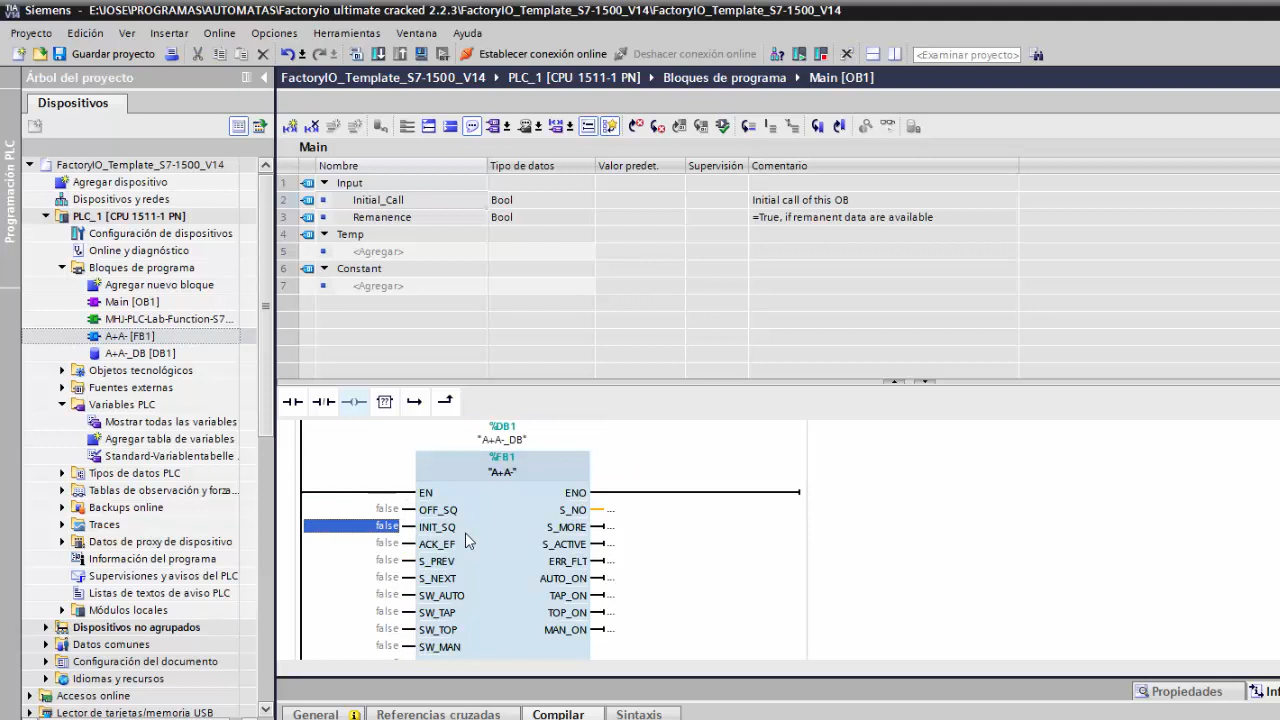 TIA V14 Siemens - E:\JOSE\PROGRAMAS\AUTOMATAS\Factoryio ultimate cracked 2.2.3\FactoryIO_Template_S7-1500_V14\FactoryIO_Template_S7-1500_V14
Proyecto Edición Ver Insertar Online Opciones Herramientas Ventana Ayuda
Guardar proyecto Establecer conexión online Deshacer conexión online <Examinar proyecto>
Árbol del proyecto
FactoryIO_Template_S7-1500_V14 PLC_1 [CPU 1511-1 PN] Bloques de programa Main [OB1]
Dispositivos
Programación PLC
FactoryIO_Template_S7-1500_V14
Agregar dispositivo
Dispositivos y redes
PLC_1 [CPU 1511-1 PN]
Configuración de dispositivos
Online y diagnóstico
Bloques de programa
Agregar nuevo bloque
Main [OB1]
MHJ-PLC-Lab-Function-S7...
A+A- [FB1]
A+A-_DB [DB1]
Objetos tecnológicos
Fuentes externas
Variables PLC
Mostrar todas las variables
Agregar tabla de variables
Standard-Variablentabelle
Tipos de datos PLC
Tablas de observación y forza...
Backups online
Traces
Datos de proxy de dispositivo
Información del programa
Supervisiones y avisos del PLC
Listas de textos de aviso PLC
Módulos locales
Dispositivos no agrupados
Datos comunes
Configuración del documento
Idiomas y recursos
Accesos online
Lector de tarjetas/memoria USB
Main
Nombre Tipo de datos Valor predet. Supervisión Comentario
1 Input
2 Initial_Call Bool Initial call of this OB
3 Remanence Bool =True, if remanent data are available
4 Temp
5 <Agregar>
6 Constant
7 <Agregar>
??
%DB1
"A+A-_DB"
%FB1
"A+A-"
EN ENO
false OFF_SQ S_NO ...
false INIT_SQ S_MORE ...
false ACK_EF S_ACTIVE ...
false S_PREV ERR_FLT ...
false S_NEXT AUTO_ON ...
false SW_AUTO TAP_ON ...
false SW_TAP TOP_ON ...
false SW_TOP MAN_ON ...
false SW_MAN
Propiedades
General Referencias cruzadas Compilar Sintaxis